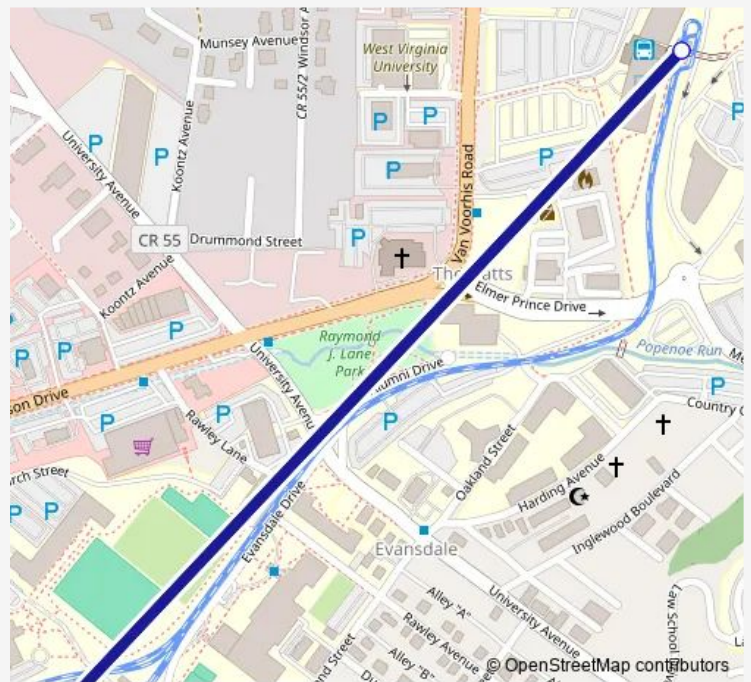 Munsey Avenue
CR 55/2 Windsor A
West Virginia
University
P
P
P
P
P
P
P
University Avenue
Koontz Avenue
Van Voorhis Road
CR 55
Drummond Street
P
Koontz Avenue
Elmer Prince Drive
P
P
P
Raymond
J. Lane
Park
University Avenu
umni Drive
Popenoe Run
son Drive
P
P
P
P
Country
Rawley Lane
Oakland Street
Harding Avenue
Inglewood Boulevard
rch Street
P
P
Evansdale Drive
Evansdale
University Avenue
Alley "A"
Rawley Avenue
Alley "B"
Law School
nd Street
© OpenStreetMap contributors